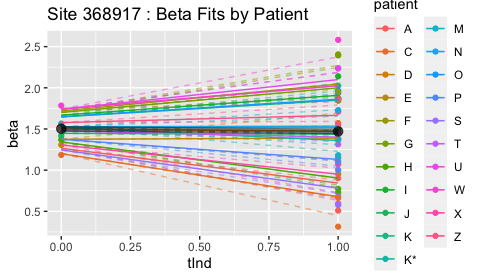 Site 368917 : Beta Fits by Patient
beta
2.5
2.0
1.5
1.0
0.5
0.00
0.25
0.50
0.75
1.00
tInd
patient
A
C
D
E
F
G
H
I
J
K
K*
M
N
O
P
S
T
U
W
X
Z